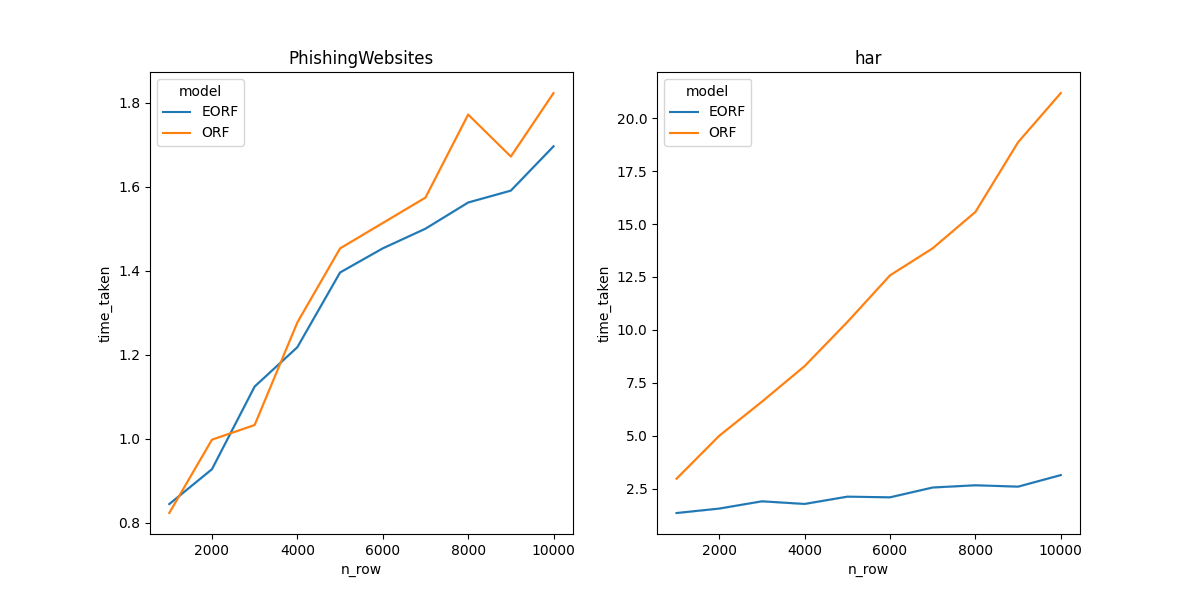 PhishingWebsites
model
EORF
ORF
1.8
1.6
1.4
1.2
1.0
0.8
time_taken
2000 4000 6000 8000 10000
n_row
har
model
EORF
ORF
20.0
17.5
15.0
12.5
10.0
7.5
5.0
2.5
time_taken
2000 4000 6000 8000 10000
n_row